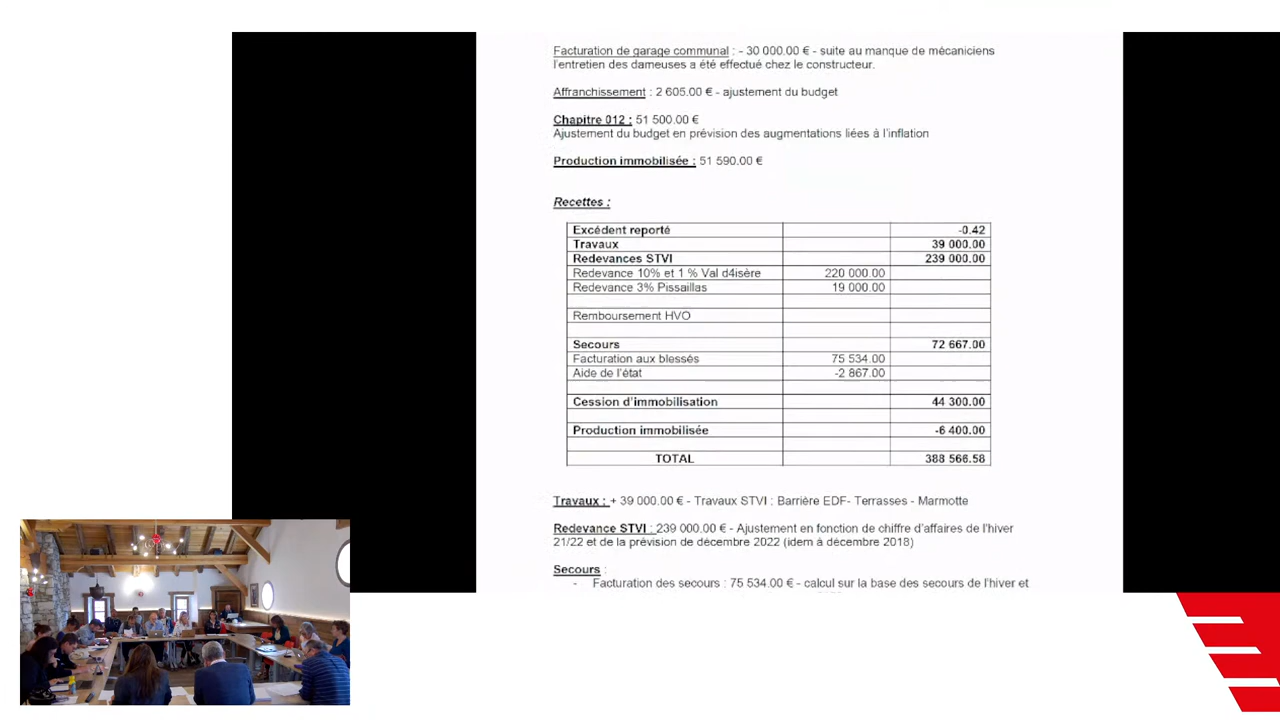 Facturation de garage communal : - 30 000.00 € - suite au manque de mécaniciens
l'entretien des dameuses a été effectué chez le constructeur.
Affranchissement : 2 605.00 € - ajustement du budget
Chapitre 012 : 51 500.00 €
Ajustement du budget en prévision des augmentations liées à l'inflation
Production immobilisée : 51 590.00 €
Recettes :
Excédent reporté -0.42
Travaux 39 000.00
Redevances STVI 239 000.00
Redevance 10% et 1 % Val d4isère 220 000.00
Redevance 3% Pissaillas 19 000.00
Remboursement HVO
Secours 72 667.00
Facturation aux blessés 75 534.00
Aide de l'état -2 867.00
Cession d'immobilisation 44 300.00
Production immobilisée -6 400.00
TOTAL 388 566.58
Travaux : + 39 000.00 € - Travaux STVI : Barrière EDF- Terrasses - Marmotte
Redevance STVI : 239 000.00 € - Ajustement en fonction de chiffre d'affaires de l'hiver
21/22 et de la prévision de décembre 2022 (idem à décembre 2018)
Secours :
- Facturation des secours : 75 534.00 € - calcul sur la base des secours de l'hiver et